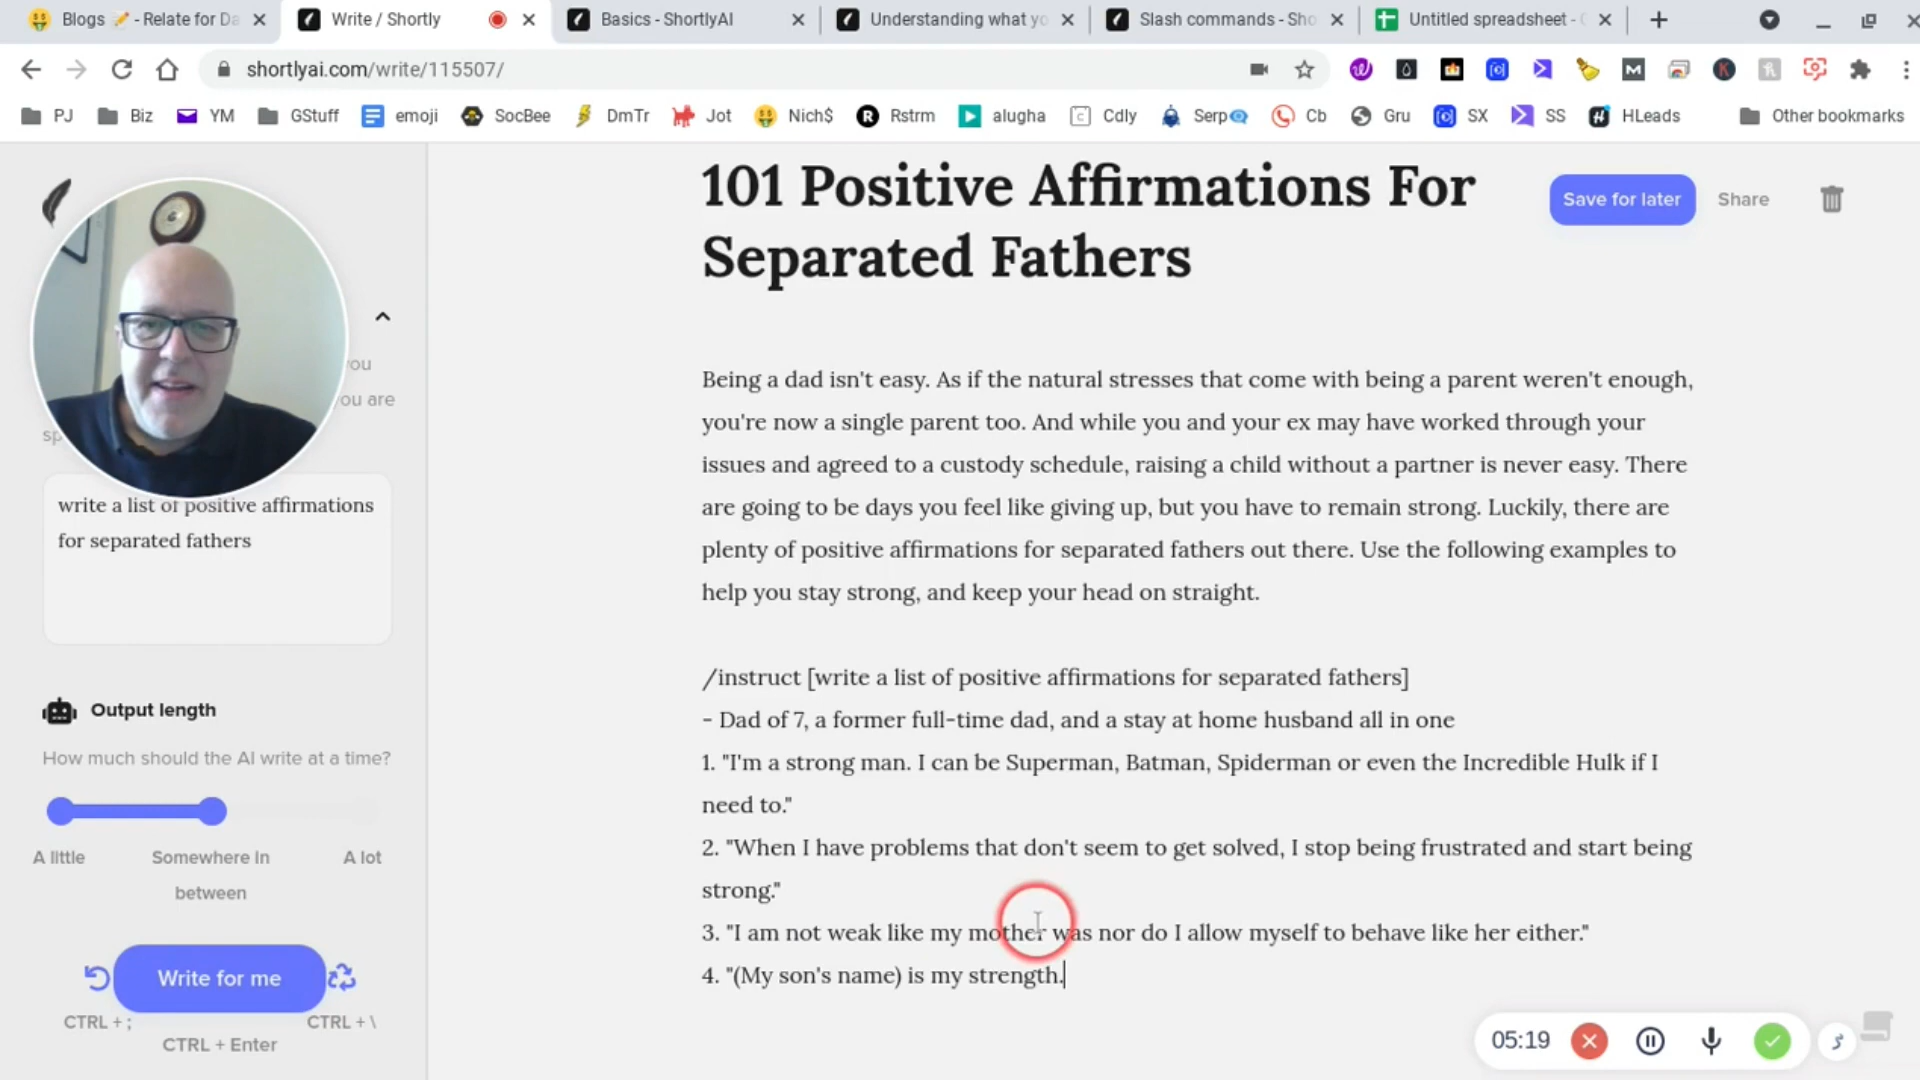 Blogs 📝 - Relate for Da
Write / Shortly
Basics - ShortlyAI
Understanding what yo
Slash commands - Sho
Untitled spreadsheet -
shortlyai.com/write/115507/
PJ
Biz
YM
GStuff
emoji
SocBee
DmTr
Jot
Nich$
Rstrm
alugha
Cdly
Serp
Cb
Gru
SX
SS
HLeads
Other bookmarks
101 Positive Affirmations For
Separated Fathers
Save for later
Share
you
ou are
sp
write a list of positive affirmations
for separated fathers
Output length
How much should the AI write at a time?
A little
Somewhere in
between
A lot
Write for me
CTRL + ;
CTRL + \
CTRL + Enter
Being a dad isn't easy. As if the natural stresses that come with being a parent weren't enough,
you're now a single parent too. And while you and your ex may have worked through your
issues and agreed to a custody schedule, raising a child without a partner is never easy. There
are going to be days you feel like giving up, but you have to remain strong. Luckily, there are
plenty of positive affirmations for separated fathers out there. Use the following examples to
help you stay strong, and keep your head on straight.
/instruct [write a list of positive affirmations for separated fathers]
- Dad of 7, a former full-time dad, and a stay at home husband all in one
1. "I'm a strong man. I can be Superman, Batman, Spiderman or even the Incredible Hulk if I
need to."
2. "When I have problems that don't seem to get solved, I stop being frustrated and start being
strong."
3. "I am not weak like my mother was nor do I allow myself to behave like her either."
4. "(My son's name) is my strength.
05:19